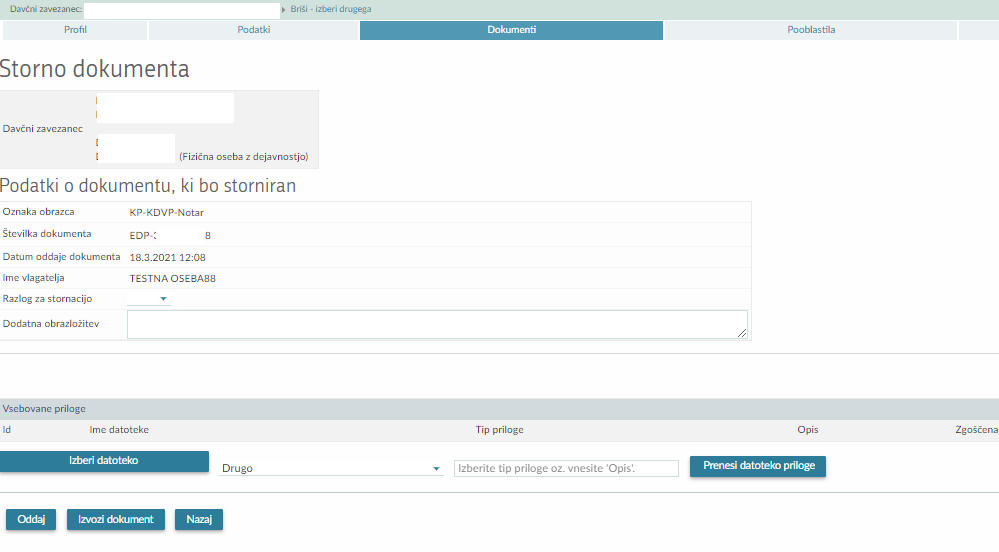 Davčni zavezanec: Briši - izberi drugega
Profil Podatki Dokumenti Pooblastila
Storno dokumenta
Davčni zavezanec
(Fizična oseba z dejavnostjo)
Podatki o dokumentu, ki bo storniran
Oznaka obrazca KP-KDVP-Notar
Številka dokumenta EDP- 8
Datum oddaje dokumenta 18.3.2021 12:08
Ime vlagatelja TESTNA OSEBA88
Razlog za stornacijo
Dodatna obrazložitev
Vsebovane priloge
Id Ime datoteke Tip priloge Opis Zgoščena
Izberi datoteko Drugo Izberite tip priloge oz. vnesite 'Opis'. Prenesi datoteko priloge
Oddaj Izvozi dokument Nazaj